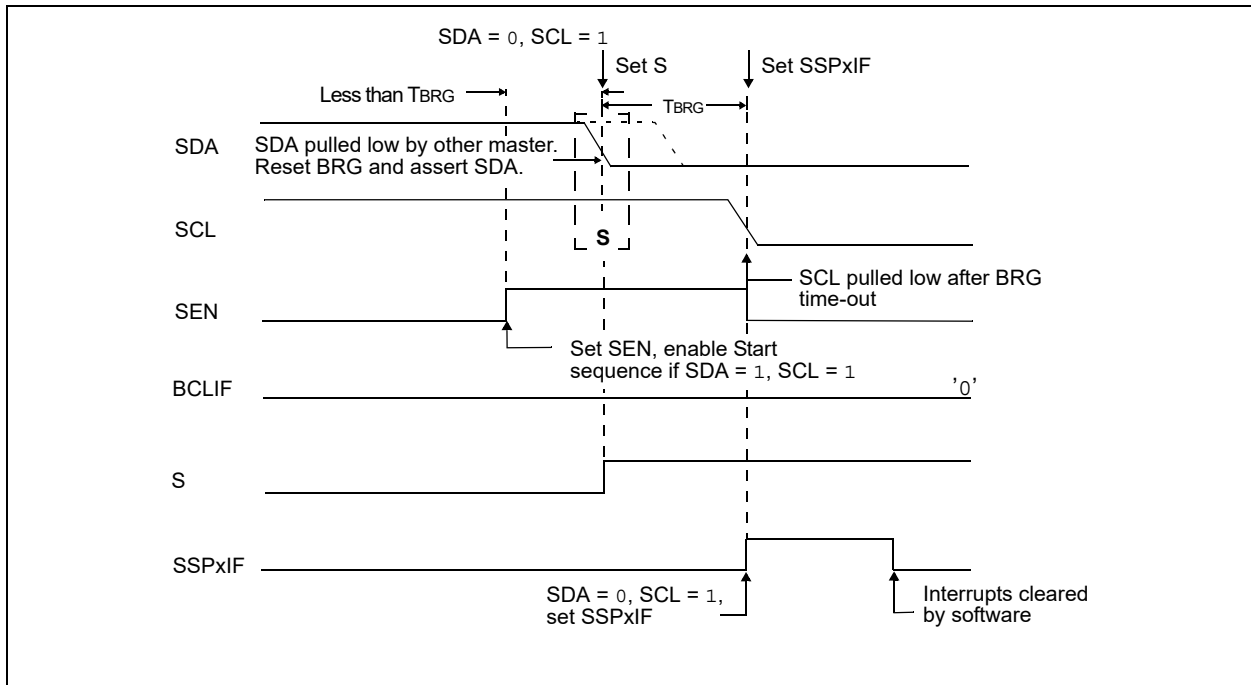 SDA = 0, SCL = 1
Set S
Set SSPxIF
Less than TBRG
TBRG
SDA
SDA pulled low by other master.
Reset BRG and assert SDA.
SCL
S
SCL pulled low after BRG
time-out
SEN
Set SEN, enable Start
sequence if SDA = 1, SCL = 1
BCLIF
'0'
S
SSPxIF
SDA = 0, SCL = 1,
set SSPxIF
Interrupts cleared
by software